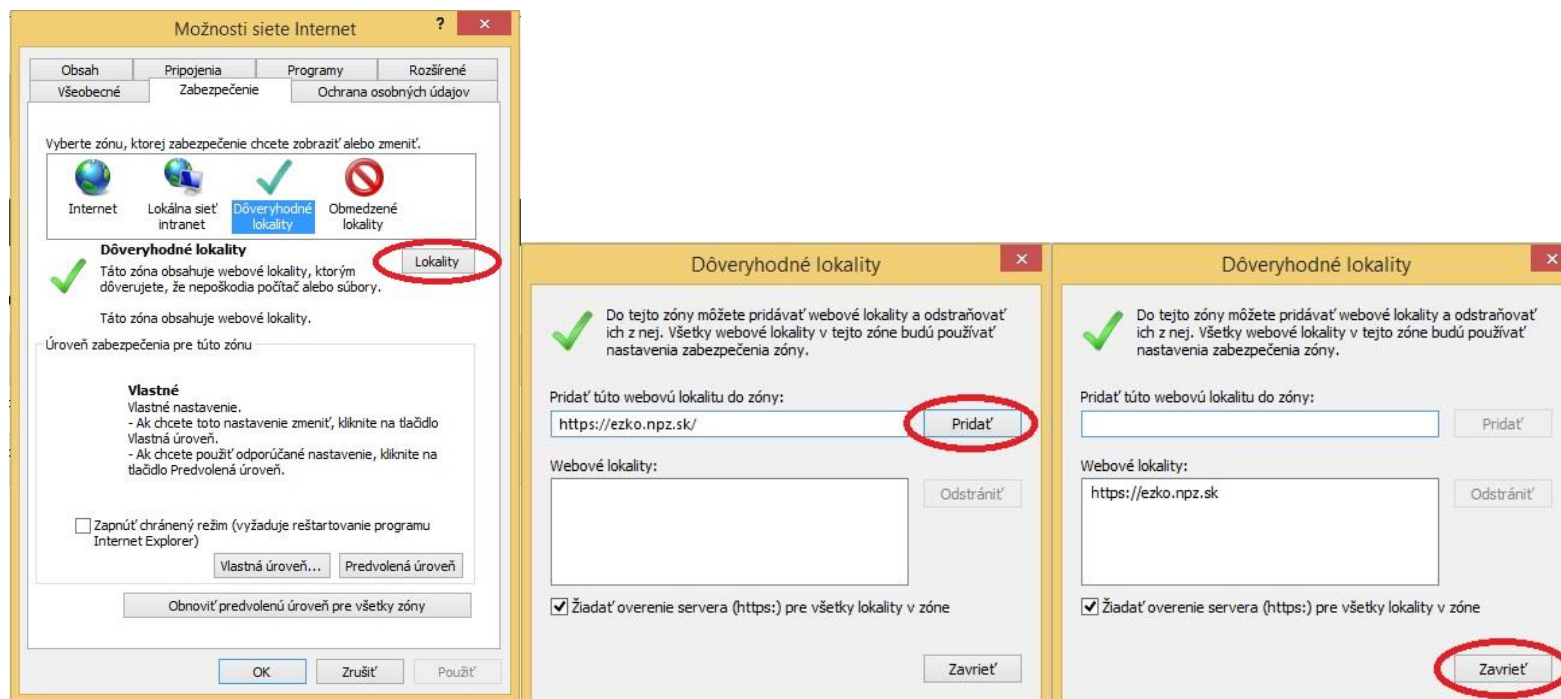 Možnosti siete Internet
?
Obsah
Pripojenia
Programy
Rozšírené
Všeobecné
Zabezpečenie
Ochrana osobných údajov
Vyberte zónu, ktorej zabezpečenie chcete zobraziť alebo zmeniť.
Internet
Lokálna sieť
intranet
Dôveryhodné
lokality
Obmedzené
lokality
Dôveryhodné lokality
Lokality
Táto zóna obsahuje webové lokality, ktorým
dôverujete, že nepoškodia počítač alebo súbory.
Táto zóna obsahuje webové lokality.
Úroveň zabezpečenia pre túto zónu
Vlastné
Vlastné nastavenie.
- Ak chcete toto nastavenie zmeniť, kliknite na tlačidlo
Vlastná úroveň.
- Ak chcete použiť odporúčané nastavenie, kliknite na
tlačidlo Predvolená úroveň.
Zapnúť chránený režim (vyžaduje reštartovanie programu
Internet Explorer)
Vlastná úroveň...
Predvolená úroveň
Obnoviť predvolenú úroveň pre všetky zóny
OK
Zrušiť
Použiť
Dôveryhodné lokality
Do tejto zóny môžete pridávať webové lokality a odstraňovať
ich z nej. Všetky webové lokality v tejto zóne budú používať
nastavenia zabezpečenia zóny.
Pridať túto webovú lokalitu do zóny:
https://ezko.npz.sk/
Pridať
Webové lokality:
Odstrániť
Žiadať overenie servera (https:) pre všetky lokality v zóne
Zavrieť
Dôveryhodné lokality
Do tejto zóny môžete pridávať webové lokality a odstraňovať
ich z nej. Všetky webové lokality v tejto zóne budú používať
nastavenia zabezpečenia zóny.
Pridať túto webovú lokalitu do zóny:
Pridať
Webové lokality:
https://ezko.npz.sk
Odstrániť
Žiadať overenie servera (https:) pre všetky lokality v zóne
Zavrieť